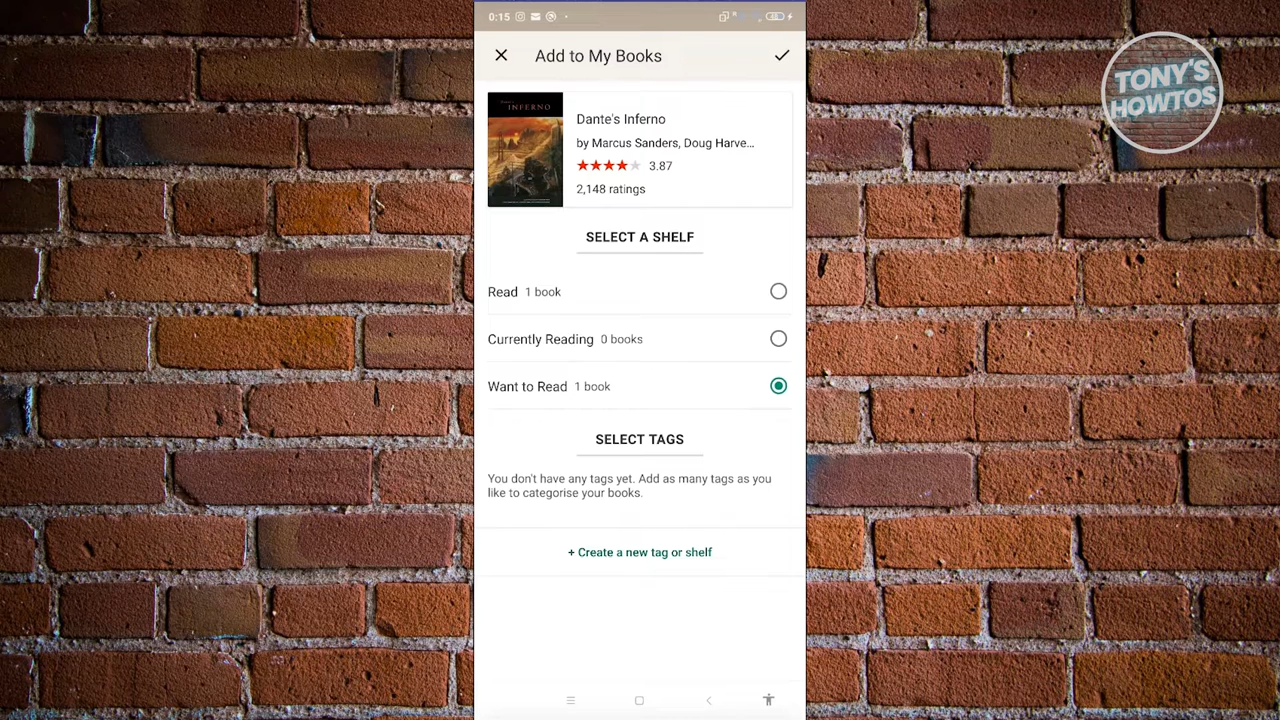 0:15
Add to My Books
TONY'S
HOWTOS
INFERNO
Dante's Inferno
by Marcus Sanders, Doug Harve...
3.87
2,148 ratings
SELECT A SHELF
Read 1 book
Currently Reading 0 books
Want to Read 1 book
SELECT TAGS
You don't have any tags yet. Add as many tags as you
like to categorise your books.
+ Create a new tag or shelf